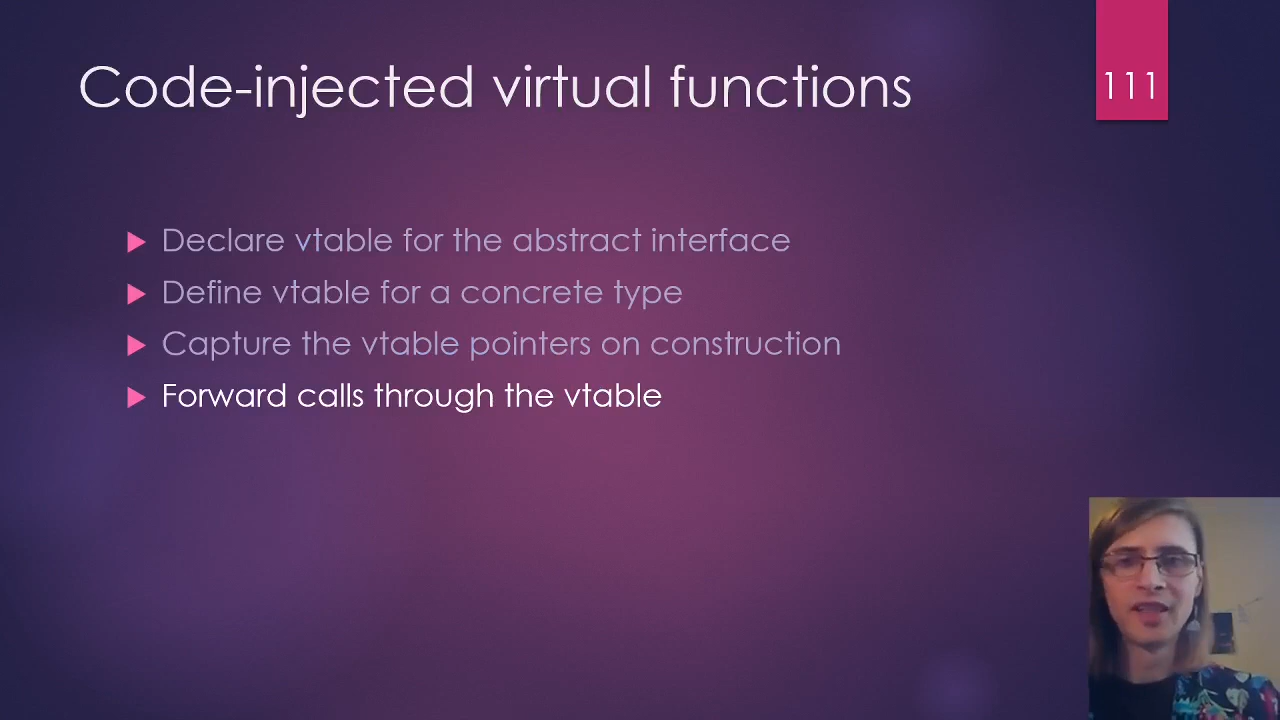 Code-injected virtual functions
111
Declare vtable for the abstract interface
Define vtable for a concrete type
Capture the vtable pointers on construction
Forward calls through the vtable